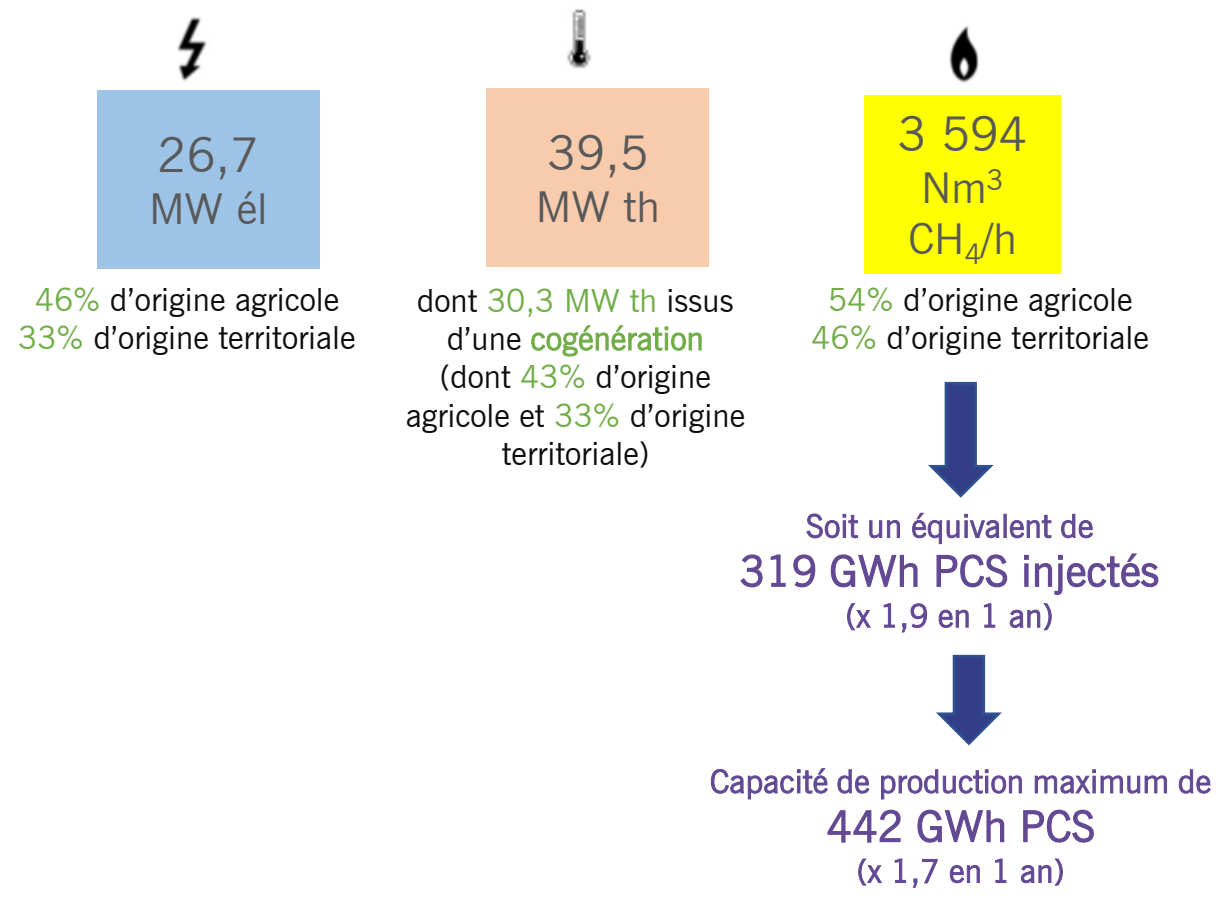 26,7
MW él
46% d’origine agricole
33% d’origine territoriale
39,5
MW th
dont 30,3 MW th issus
d’une cogénération
(dont 43% d’origine
agricole et 33% d’origine
territoriale)
3 594
Nm³
CH₄/h
54% d’origine agricole
46% d’origine territoriale
Soit un équivalent de
319 GWh PCS injectés
(x 1,9 en 1 an)
Capacité de production maximum de
442 GWh PCS
(x 1,7 en 1 an)